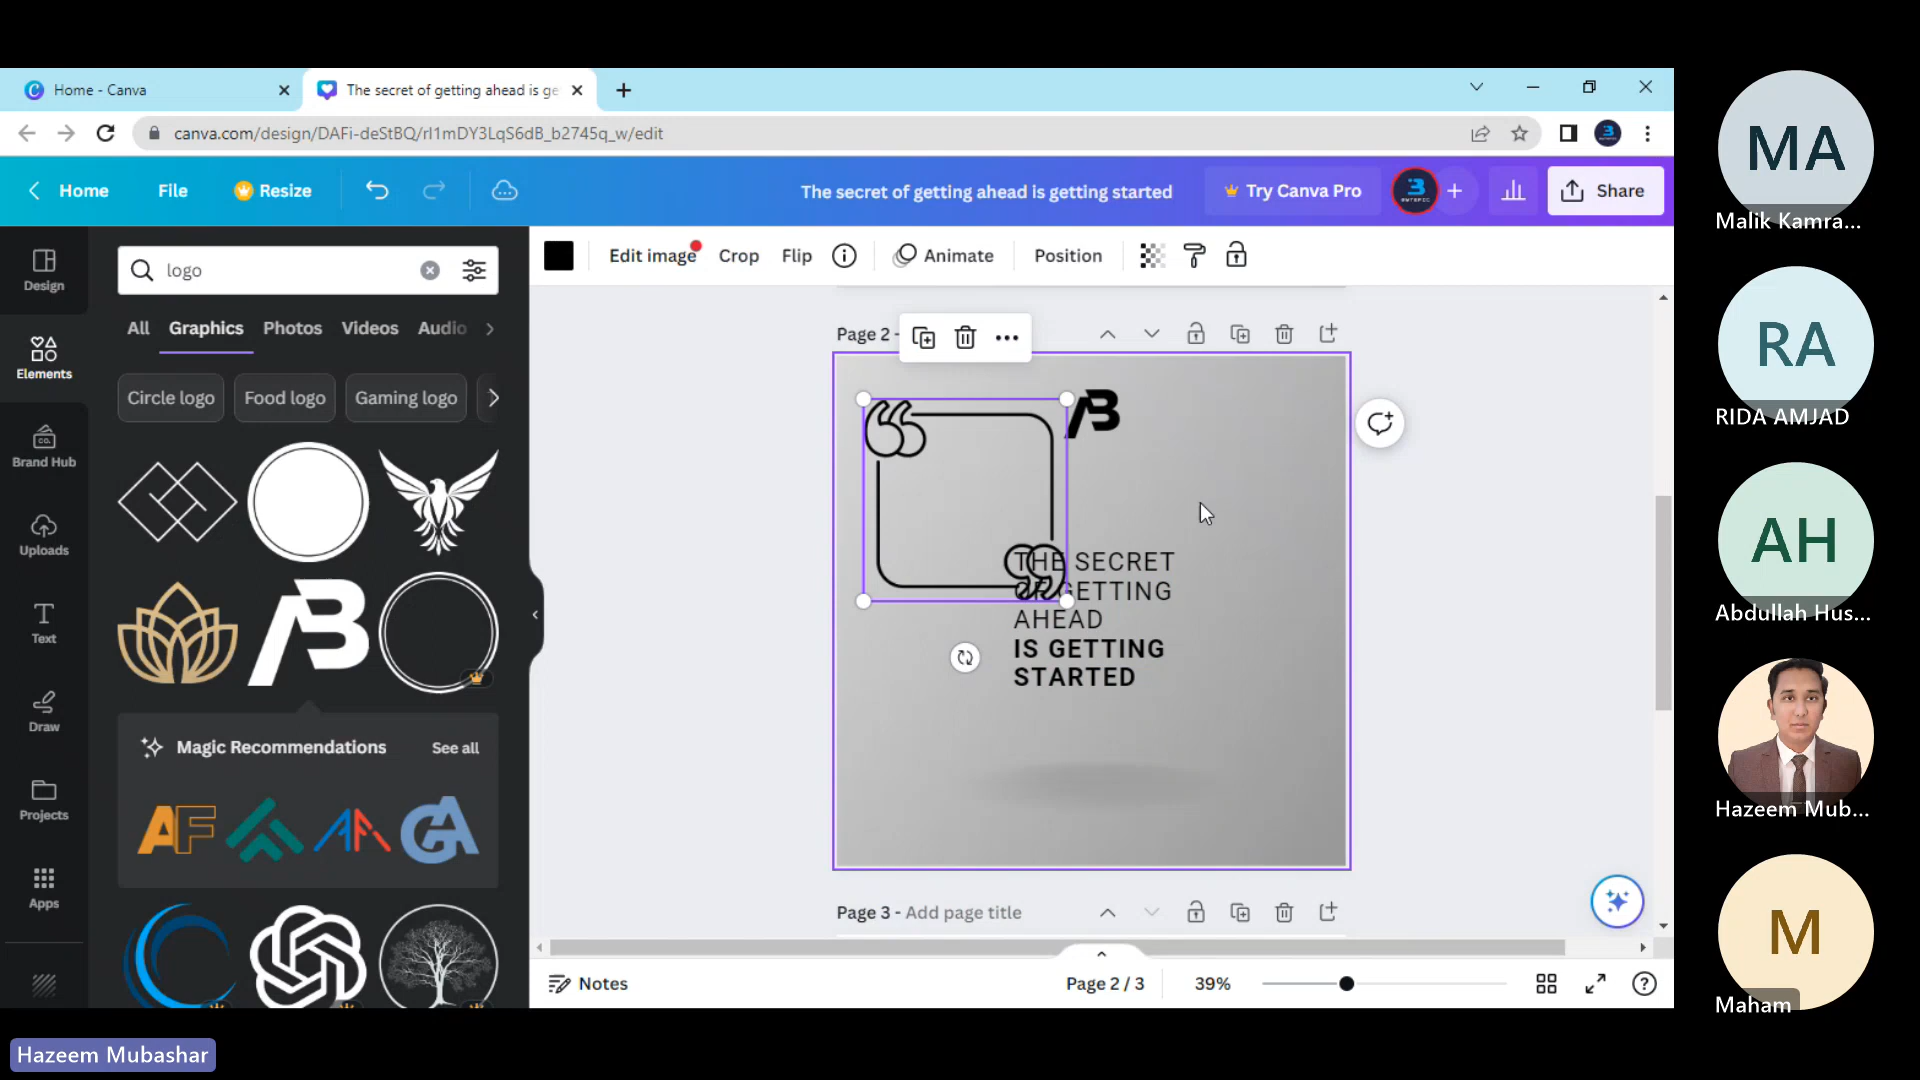 Home - Canva
The secret of getting ahead is ge
canva.com/design/DAFi-deStBQ/rl1mDY3LqS6dB_b2745q_w/edit
Home
File
Resize
The secret of getting ahead is getting started
Try Canva Pro
Share
Design
Elements
Brand Hub
Uploads
Text
Draw
Projects
Apps
logo
All
Graphics
Photos
Videos
Audio
Circle logo
Food logo
Gaming logo
Magic Recommendations
See all
Edit image
Crop
Flip
Animate
Position
Page 2 -
AB
THE SECRET
OF GETTING
AHEAD
IS GETTING
STARTED
Page 3 - Add page title
Notes
Page 2 / 3
39%
MA
Malik Kamra...
RA
RIDA AMJAD
AH
Abdullah Hus...
Hazeem Mub...
M
Maham
Hazeem Mubashar